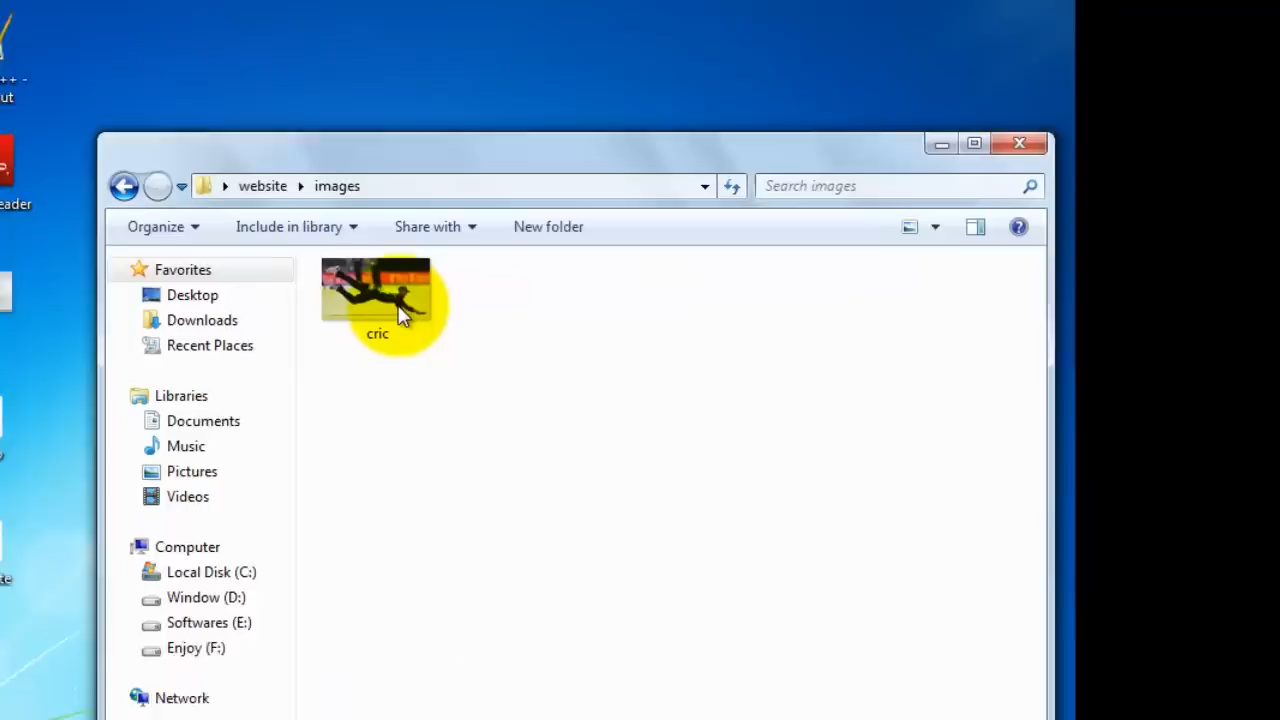 ++ -
ut
eader
te
website images
Search images
Organize Include in library Share with New folder
Favorites
Desktop
Downloads
Recent Places
Libraries
Documents
Music
Pictures
Videos
Computer
Local Disk (C:)
Window (D:)
Softwares (E:)
Enjoy (F:)
Network
cric